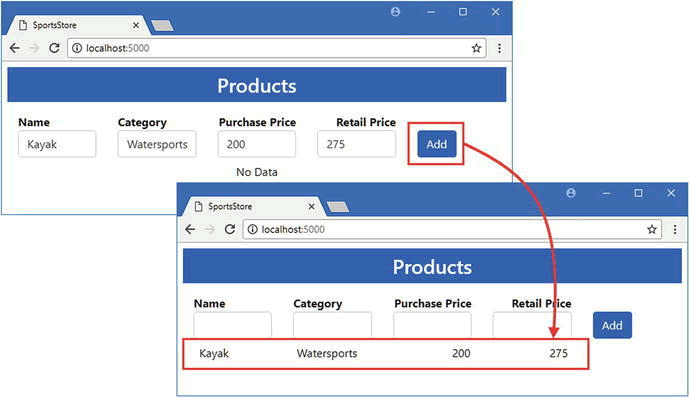 SportsStore
localhost:5000
Products
Name Category Purchase Price Retail Price
Kayak Watersports 200 275 Add
No Data
SportsStore
localhost:5000
Products
Name Category Purchase Price Retail Price
Add
Kayak Watersports 200 275